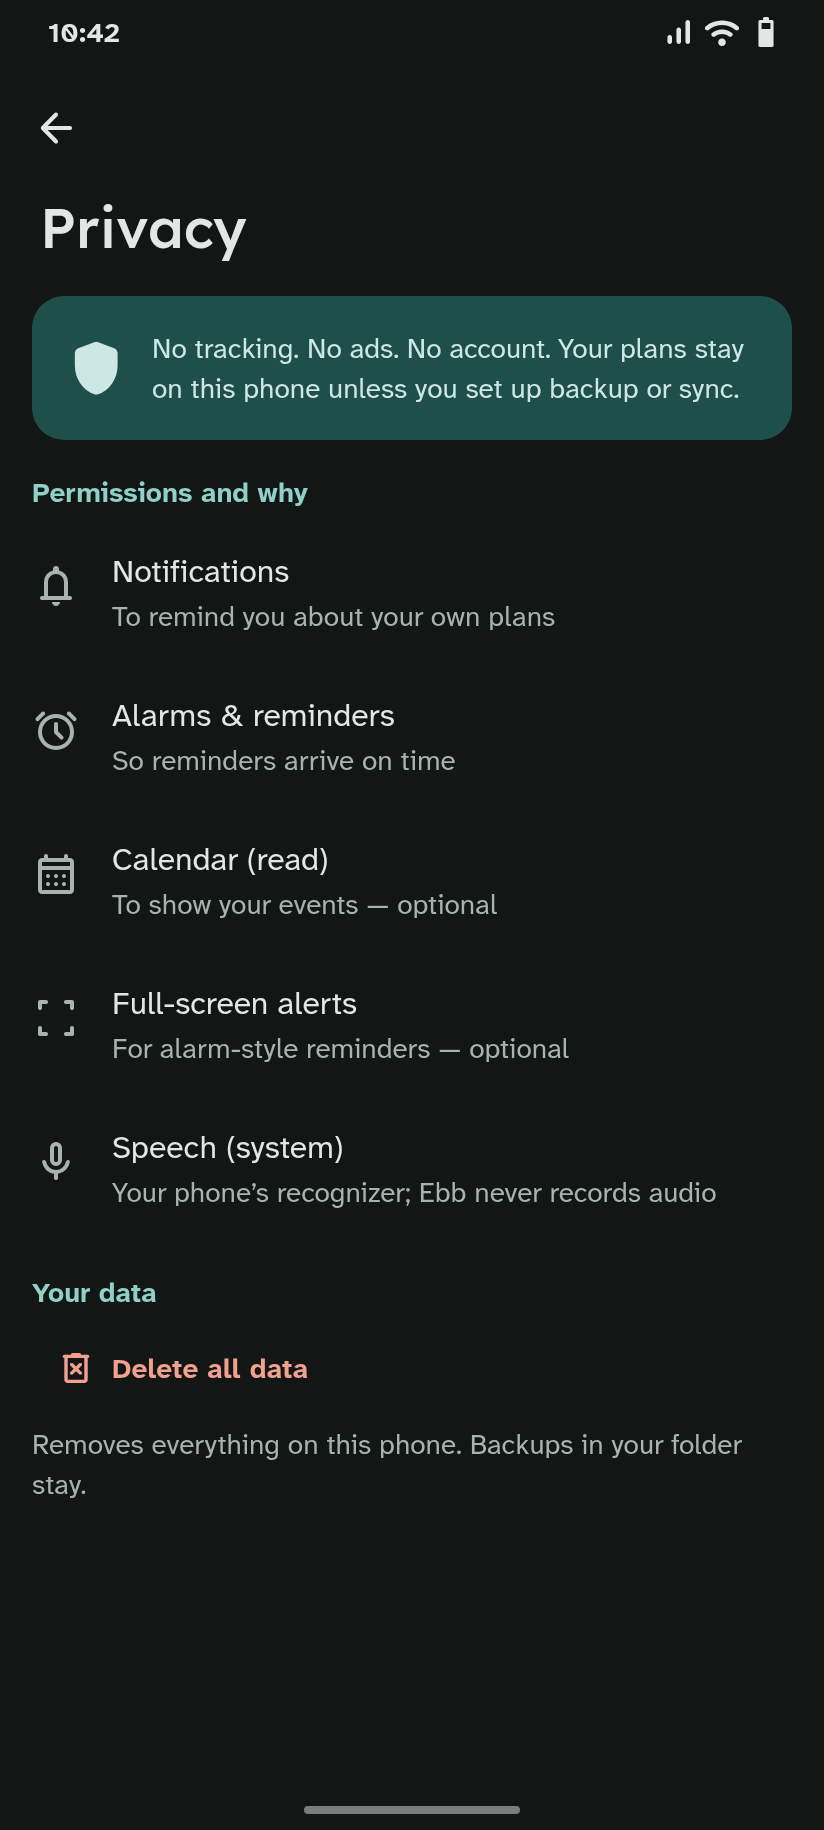 10:42
Privacy
No tracking. No ads. No account. Your plans stay
on this phone unless you set up backup or sync.
Permissions and why
Notifications
To remind you about your own plans
Alarms & reminders
So reminders arrive on time
Calendar (read)
To show your events — optional
Full-screen alerts
For alarm-style reminders — optional
Speech (system)
Your phone’s recognizer; Ebb never records audio
Your data
Delete all data
Removes everything on this phone. Backups in your folder
stay.